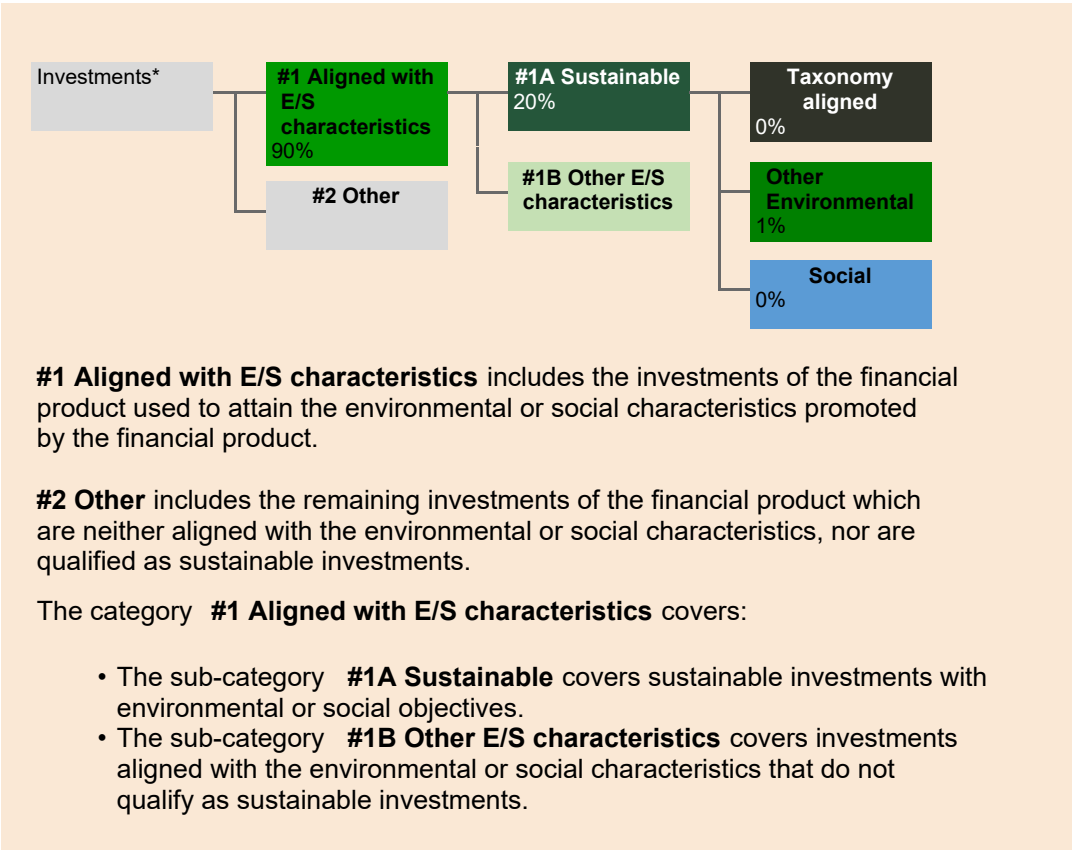 Investments*
#1 Aligned with
E/S
characteristics
90%
#2 Other
#1A Sustainable
20%
#1B Other E/S
characteristics
Taxonomy
aligned
0%
Other
Environmental
1%
Social
0%
#1 Aligned with E/S characteristics includes the investments of the financial
product used to attain the environmental or social characteristics promoted
by the financial product.
#2 Other includes the remaining investments of the financial product which
are neither aligned with the environmental or social characteristics, nor are
qualified as sustainable investments.
The category #1 Aligned with E/S characteristics covers:
• The sub-category #1A Sustainable covers sustainable investments with
environmental or social objectives.
• The sub-category #1B Other E/S characteristics covers investments
aligned with the environmental or social characteristics that do not
qualify as sustainable investments.